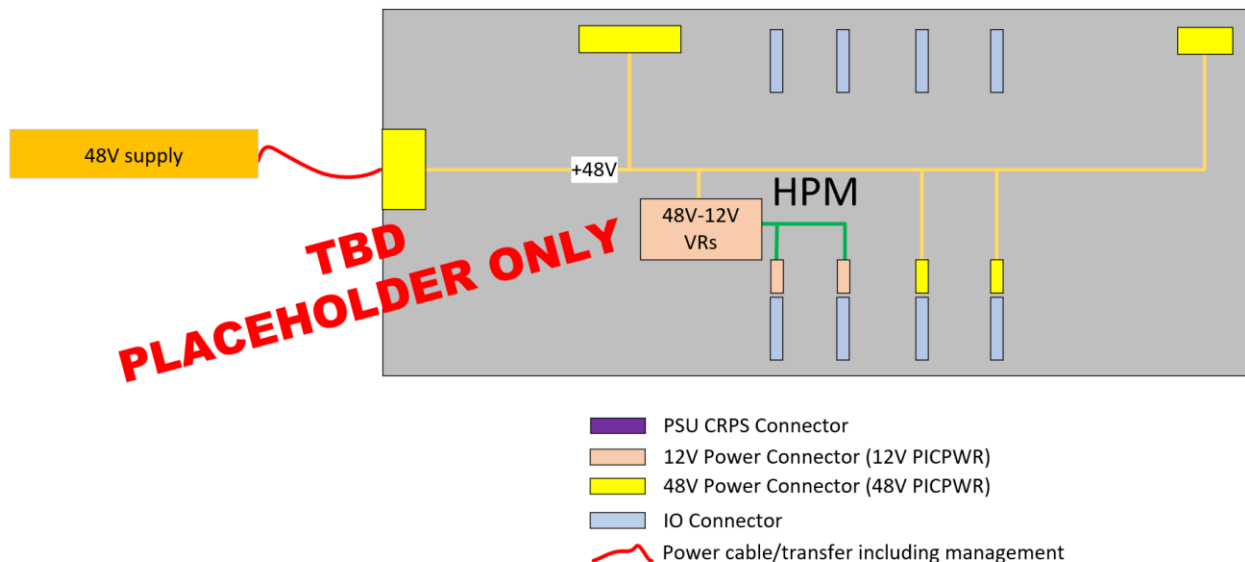 48V supply
+48V
HPM
48V-12V
VRs
TBD
PLACEHOLDER ONLY
PSU CRPS Connector
12V Power Connector (12V PICPWR)
48V Power Connector (48V PICPWR)
IO Connector
Power cable/transfer including management